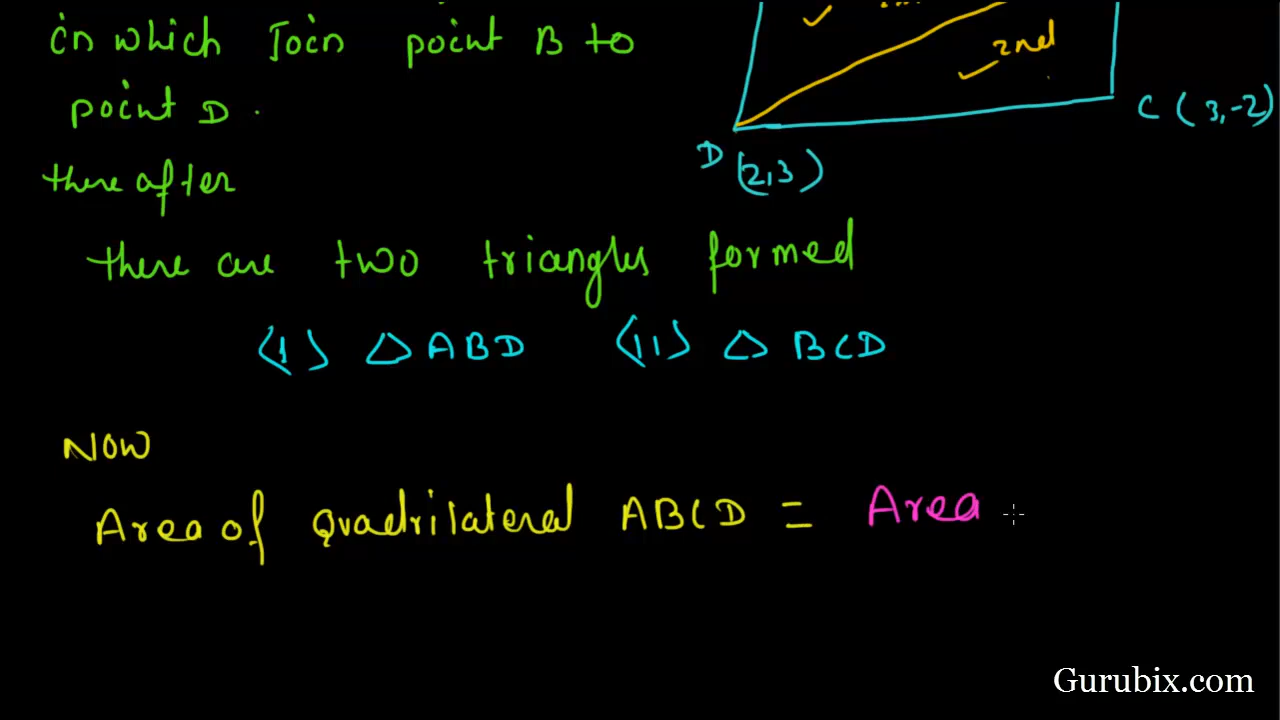 in which Join point B to
point D.
2nd
C (3,-2)
D (2,3)
there after
there are two triangles formed
(i) △ ABD (ii) △ BCD
Now
Area of Quadrilateral ABCD = Area
Gurubix.com